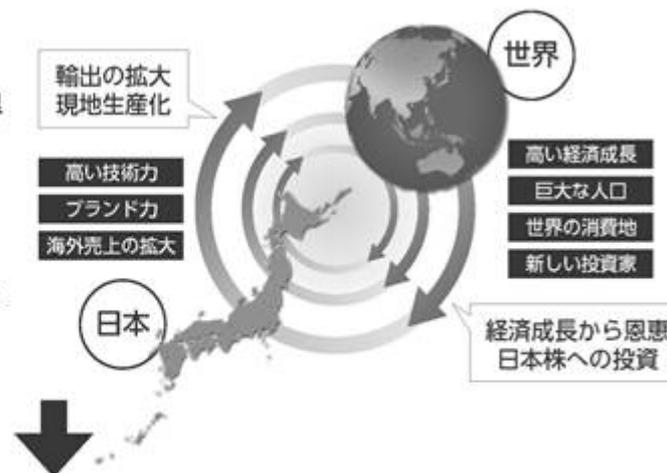 世界
輸出の拡大
現地生産化
高い技術力
ブランド力
海外売上の拡大
高い経済成長
巨大な人口
世界の消費地
新しい投資家
日本
経済成長から恩恵
日本株への投資